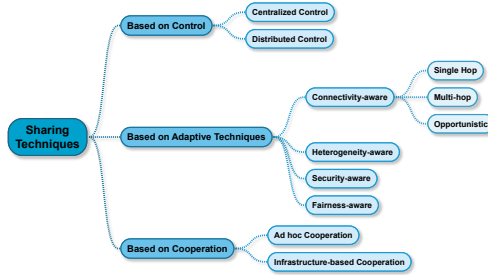 Sharing
Techniques
Based on Control
Centralized Control
Distributed Control
Based on Adaptive Techniques
Connectivity-aware
Single Hop
Multi-hop
Opportunistic
Heterogeneity-aware
Security-aware
Fairness-aware
Based on Cooperation
Ad hoc Cooperation
Infrastructure-based Cooperation